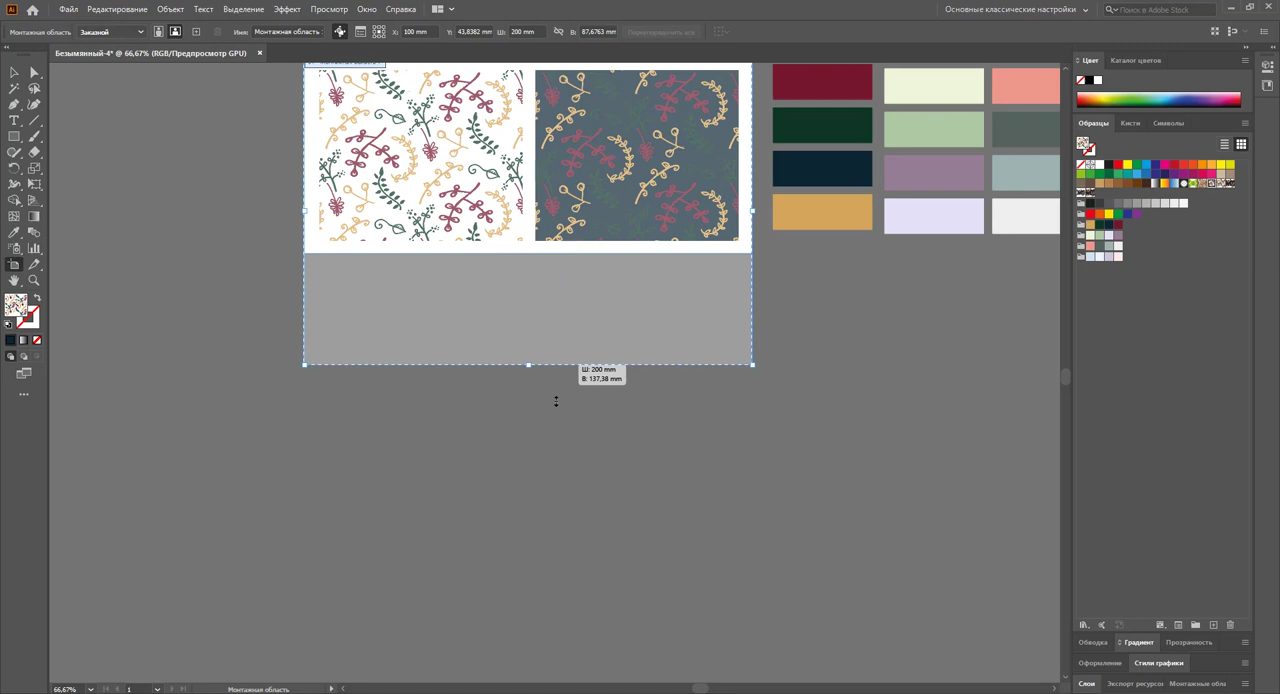 Ai Файл Редактирование Объект Текст Выделение Эффект Просмотр Окно Справка Основные классические настройки Поиск в Adobe Stock
Монтажная область Заказной Имя: Монтажная область X: 100 mm Y: 43,8382 mm Ш: 200 mm В: 87,6763 mm
Безымянный-4* @ 66,67% (RGB/Предпросмотр GPU) ×
Цвет Каталог цветов
Образцы Кисти Символы
Ш: 200 mm
В: 137,38 mm
Обводка Градиент Прозрачность
Оформление Стили графики
Слои Экспорт ресурсо Монтажные обла
66,67% 1 Монтажная область